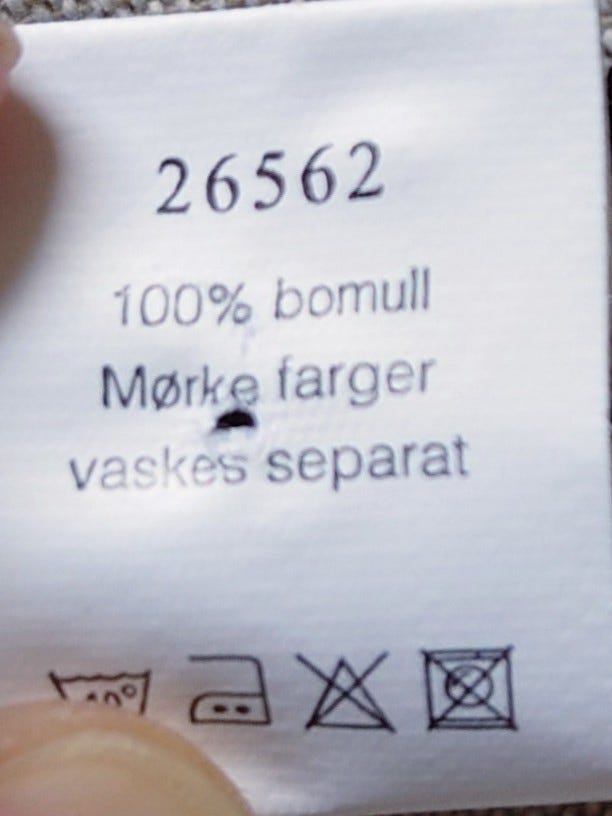 26562
100% bomull
Mørke farger
vaskes separat